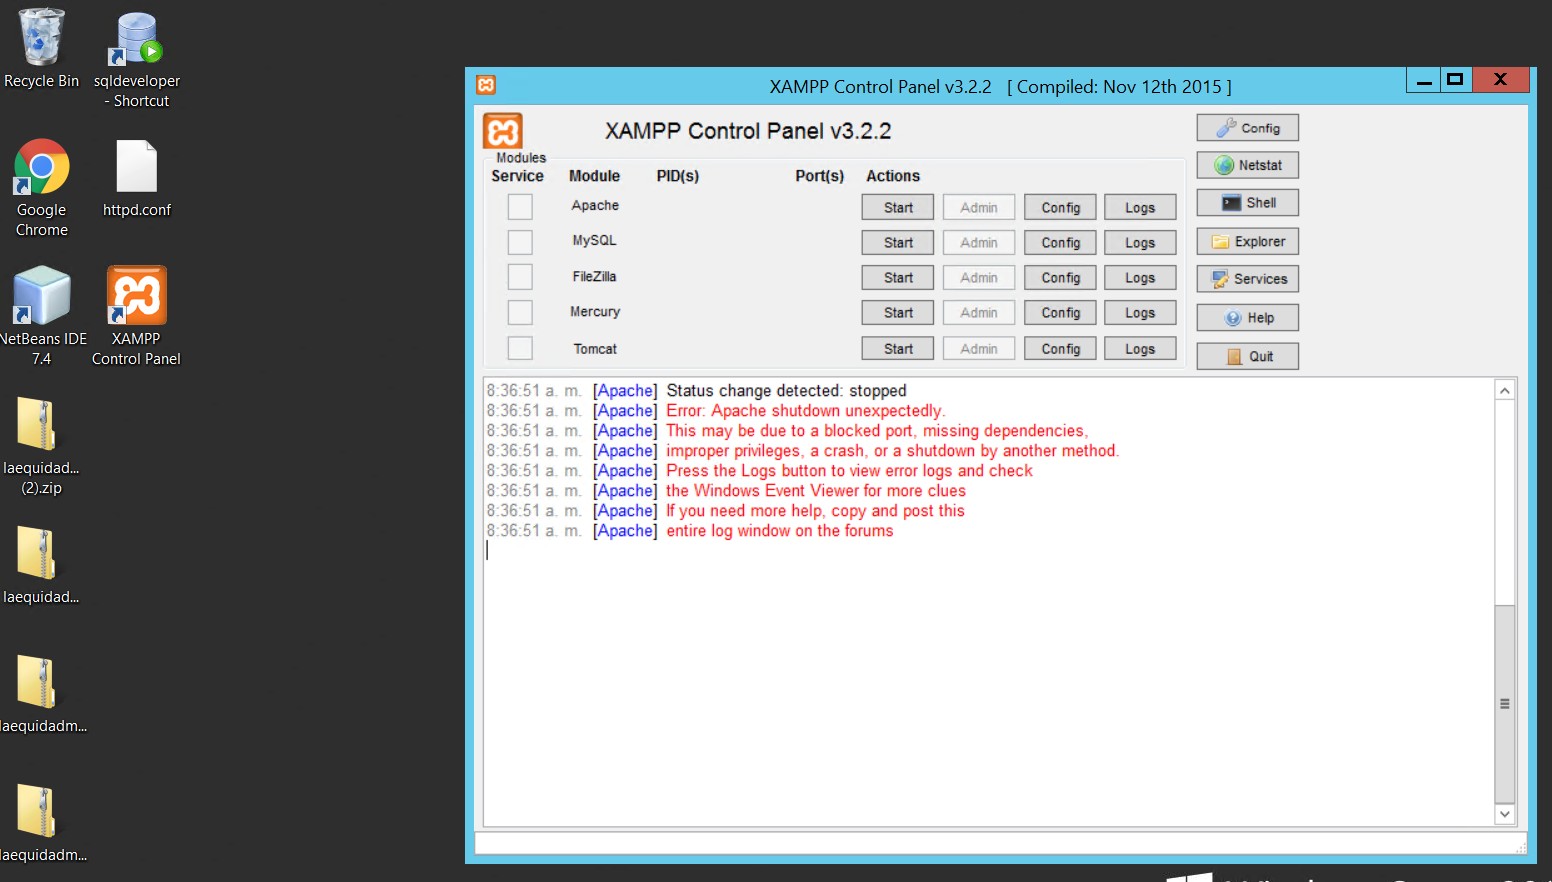 Recycle Bin
sqldeveloper
- Shortcut
Google
Chrome
httpd.conf
NetBeans IDE
7.4
XAMPP
Control Panel
laequidad...
(2).zip
laequidad...
laequidadm...
laequidadm...
XAMPP Control Panel v3.2.2 [ Compiled: Nov 12th 2015 ]
XAMPP Control Panel v3.2.2
Modules
Service Module PID(s) Port(s) Actions
Apache Start Admin Config Logs
MySQL Start Admin Config Logs
FileZilla Start Admin Config Logs
Mercury Start Admin Config Logs
Tomcat Start Admin Config Logs
Config
Netstat
Shell
Explorer
Services
Help
Quit
8:36:51 a. m. [Apache] Status change detected: stopped
8:36:51 a. m. [Apache] Error: Apache shutdown unexpectedly.
8:36:51 a. m. [Apache] This may be due to a blocked port, missing dependencies,
8:36:51 a. m. [Apache] improper privileges, a crash, or a shutdown by another method.
8:36:51 a. m. [Apache] Press the Logs button to view error logs and check
8:36:51 a. m. [Apache] the Windows Event Viewer for more clues
8:36:51 a. m. [Apache] If you need more help, copy and post this
8:36:51 a. m. [Apache] entire log window on the forums